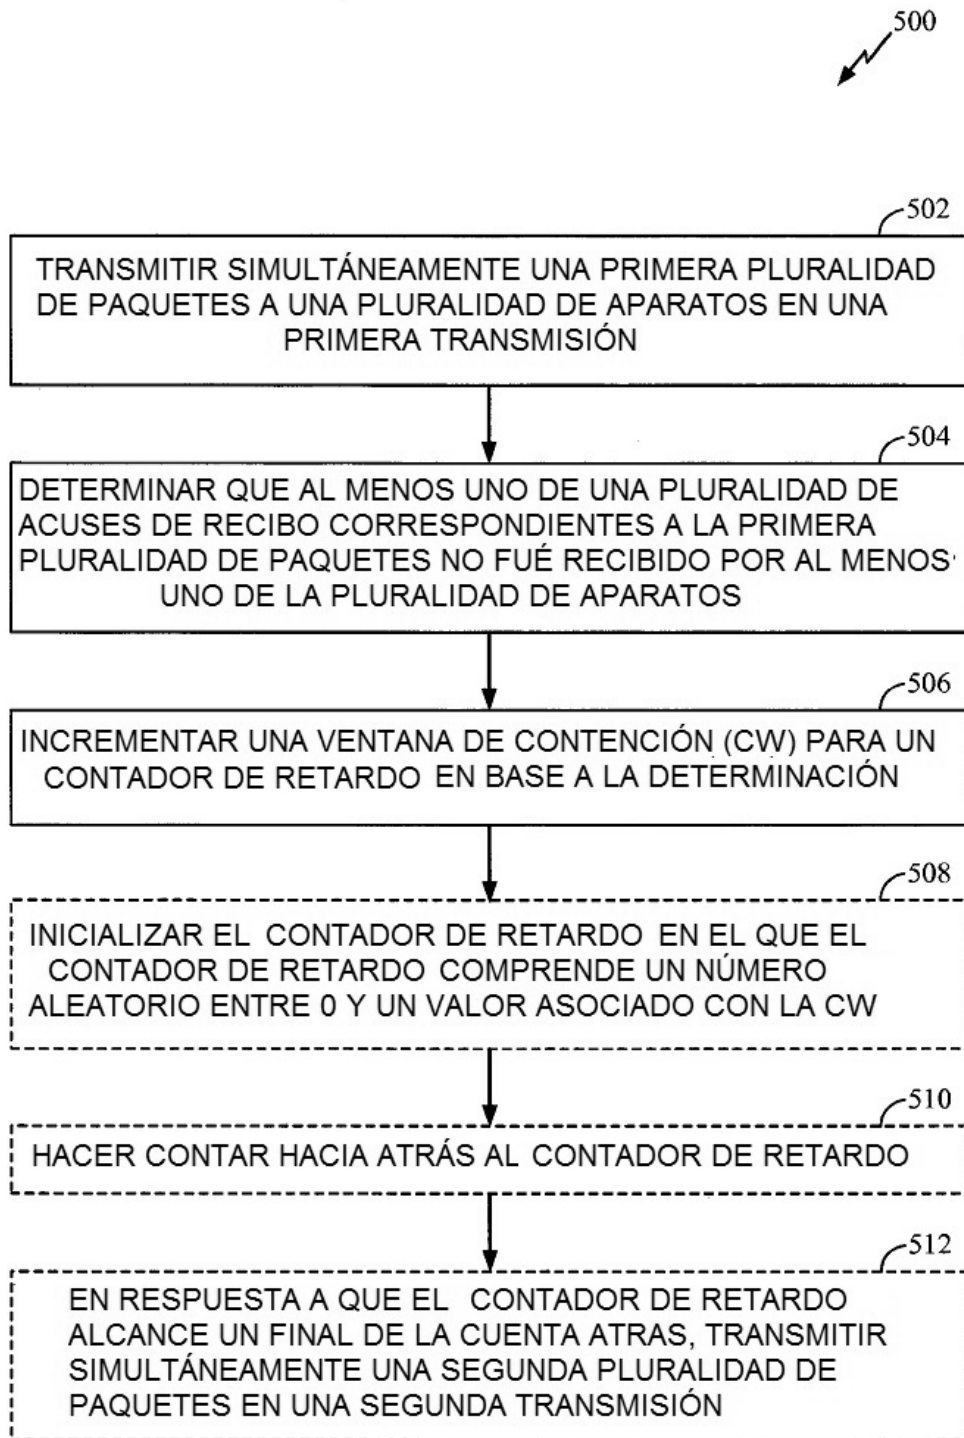 500
502
TRANSMITIR SIMULTÁNEAMENTE UNA PRIMERA PLURALIDAD
DE PAQUETES A UNA PLURALIDAD DE APARATOS EN UNA
PRIMERA TRANSMISIÓN
504
DETERMINAR QUE AL MENOS UNO DE UNA PLURALIDAD DE
ACUSES DE RECIBO CORRESPONDIENTES A LA PRIMERA
PLURALIDAD DE PAQUETES NO FUÉ RECIBIDO POR AL MENOS
UNO DE LA PLURALIDAD DE APARATOS
506
INCREMENTAR UNA VENTANA DE CONTENCIÓN (CW) PARA UN
CONTADOR DE RETARDO EN BASE A LA DETERMINACIÓN
508
INICIALIZAR EL CONTADOR DE RETARDO EN EL QUE EL
CONTADOR DE RETARDO COMPRENDE UN NÚMERO
ALEATORIO ENTRE 0 Y UN VALOR ASOCIADO CON LA CW
510
HACER CONTAR HACIA ATRÁS AL CONTADOR DE RETARDO
512
EN RESPUESTA A QUE EL CONTADOR DE RETARDO
ALCANCE UN FINAL DE LA CUENTA ATRAS, TRANSMITIR
SIMULTÁNEAMENTE UNA SEGUNDA PLURALIDAD DE
PAQUETES EN UNA SEGUNDA TRANSMISIÓN